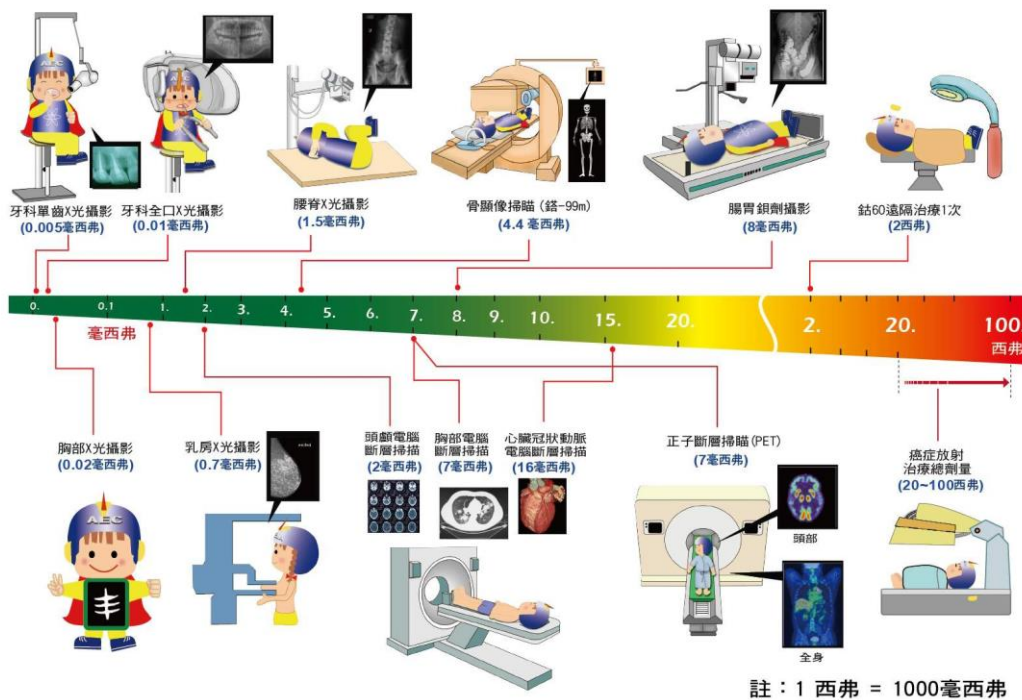 AEC
AEC
牙科單齒X光攝影
(0.005毫西弗)
牙科全口X光攝影
(0.01毫西弗)
腰脊X光攝影
(1.5毫西弗)
骨顯像掃瞄(鎝-99m)
(4.4 毫西弗)
腸胃鋇劑攝影
(8毫西弗)
鈷60遠隔治療1次
(2西弗)
0. 0.1 1. 2. 3. 4. 5. 6. 7. 8. 9. 10. 15. 20. 2. 20. 100.
毫西弗
西弗
胸部X光攝影
(0.02毫西弗)
乳房X光攝影
(0.7毫西弗)
頭顱電腦
斷層掃描
(2毫西弗)
胸部電腦
斷層掃描
(7毫西弗)
心臟冠狀動脈
電腦斷層掃描
(16毫西弗)
正子斷層掃瞄(PET)
(7毫西弗)
癌症放射
治療總劑量
(20~100西弗)
AEC
頭部
全身
註：1 西弗 = 1000毫西弗